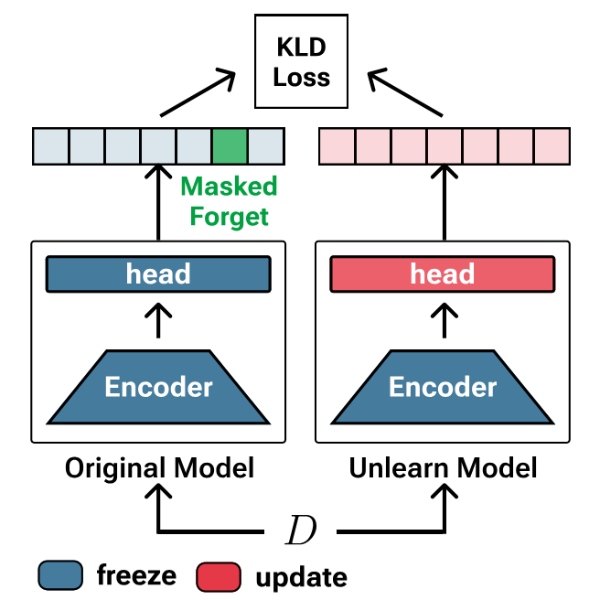 KLD
Loss
Masked
Forget
head
head
Encoder
Encoder
Original Model
Unlearn Model
D
freeze
update